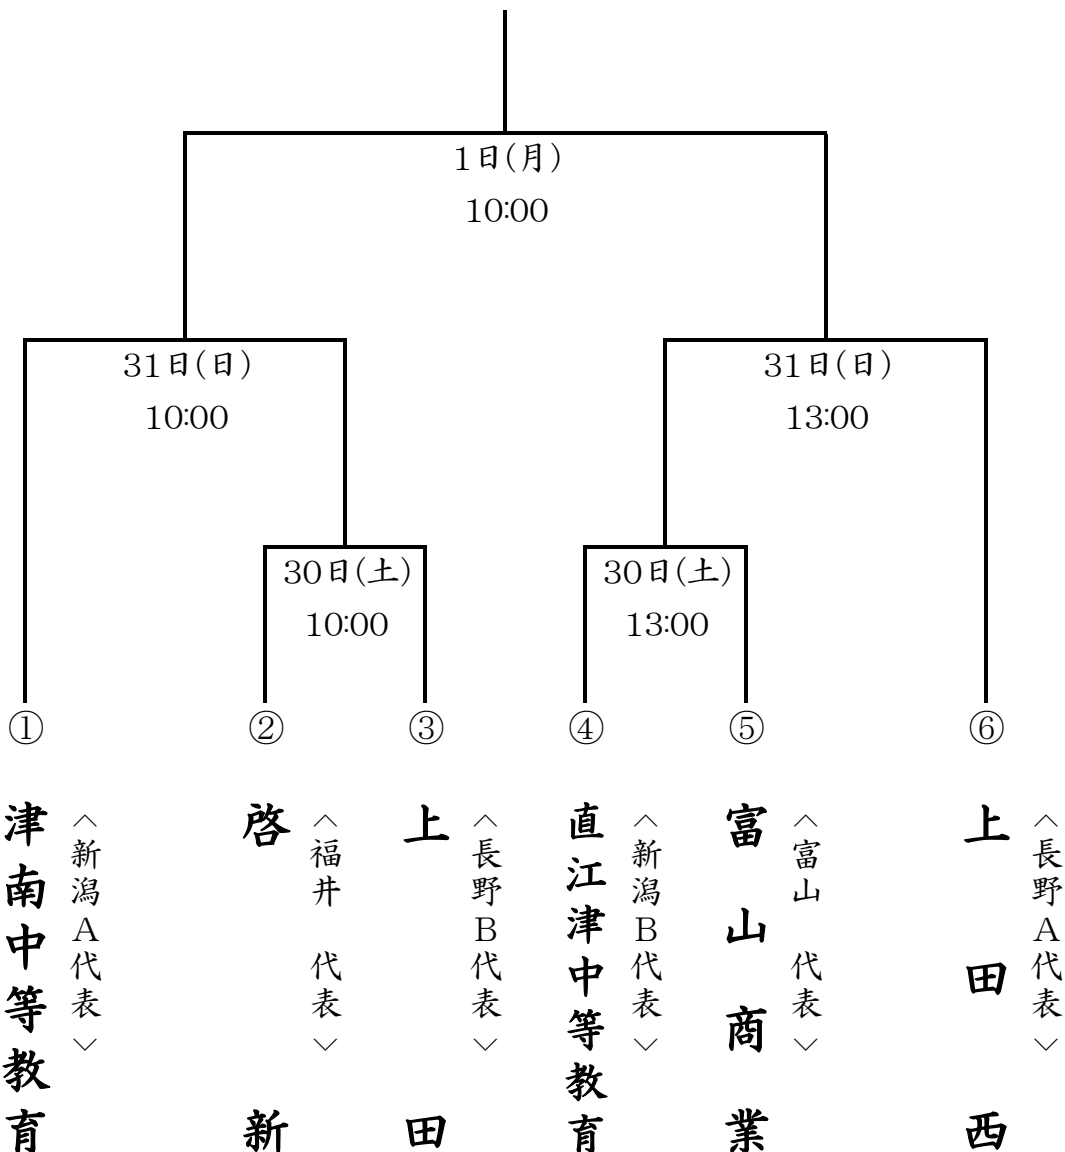 1日(月)
10:00
31日(日)
10:00
31日(日)
13:00
30日(土)
10:00
30日(土)
13:00
①
②
③
④
⑤
⑥
津南中等教育
〈新潟A代表〉
啓新
〈福井 代表〉
上田
〈長野B代表〉
直江津中等教育
〈新潟B代表〉
富山商業
〈富山 代表〉
上田西
〈長野A代表〉